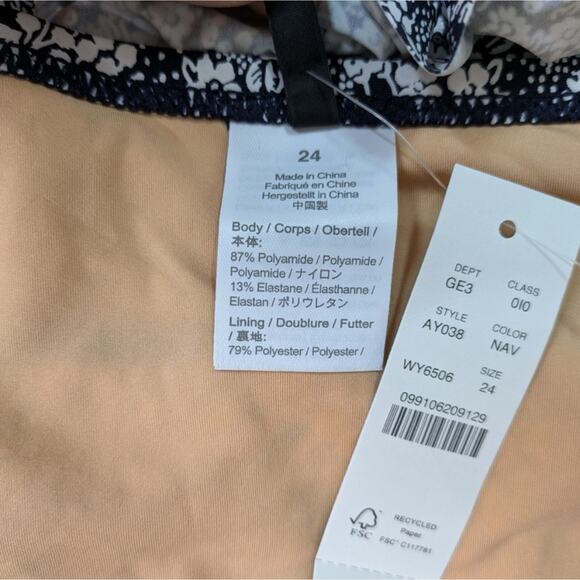 24
Made in China
Fabriqué en Chine
Hergestellt in China
中国製
Body / Corps / Obertell /
本体:
87% Polyamide / Polyamide /
Polyamide / ナイロン
13% Elastane / Élasthanne /
Elastan / ポリウレタン
Lining / Doublure / Futter
/ 裏地:
79% Polyester / Polyester /
DEPT CLASS
GE3 0I0
STYLE COLOR
AY038 NAV
WY6506 SIZE
24
099106209129
FSC
RECYCLED
Paper
FSC® C117781